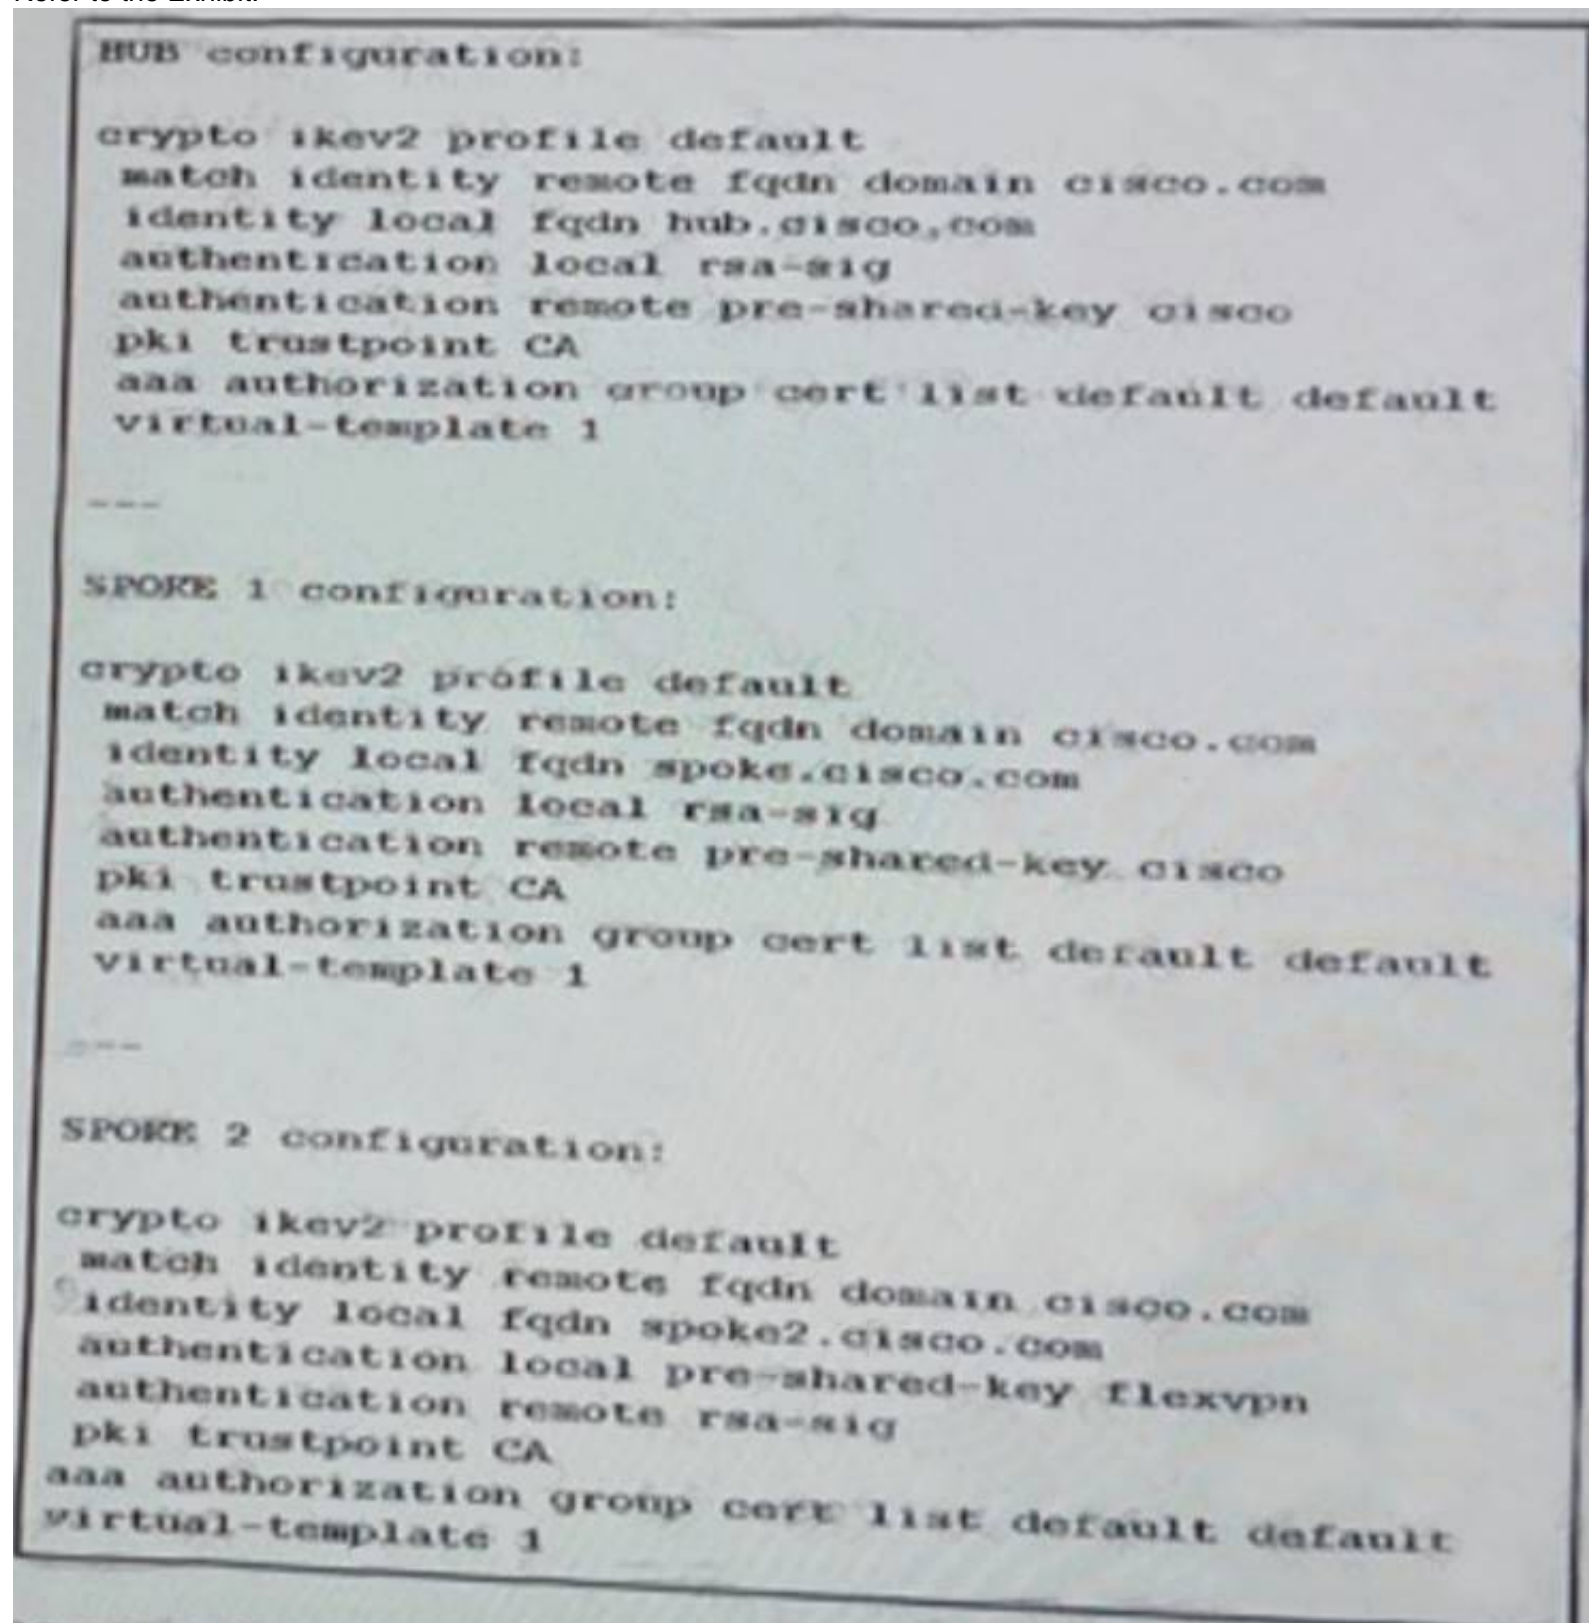 Refer to the Exhibit.
HUB configuration:
crypto ikev2 profile default
match identity remote fqdn domain cisco.com
identity local fqdn hub.cisco.com
authentication local rsa-sig
authentication remote pre-shared-key cisco
pki trustpoint CA
aaa authorization group cert list default default
virtual-template 1
---
SPOKE 1 configuration:
crypto ikev2 profile default
match identity remote fqdn domain cisco.com
identity local fqdn spoke.cisco.com
authentication local rsa-sig
authentication remote pre-shared-key cisco
pki trustpoint CA
aaa authorization group cert list default default
virtual-template 1
---
SPOKE 2 configuration:
crypto ikev2 profile default
match identity remote fqdn domain cisco.com
identity local fqdn spoke2.cisco.com
authentication local pre-shared-key flexvpn
authentication remote rsa-sig
pki trustpoint CA
aaa authorization group cert list default default
virtual-template 1